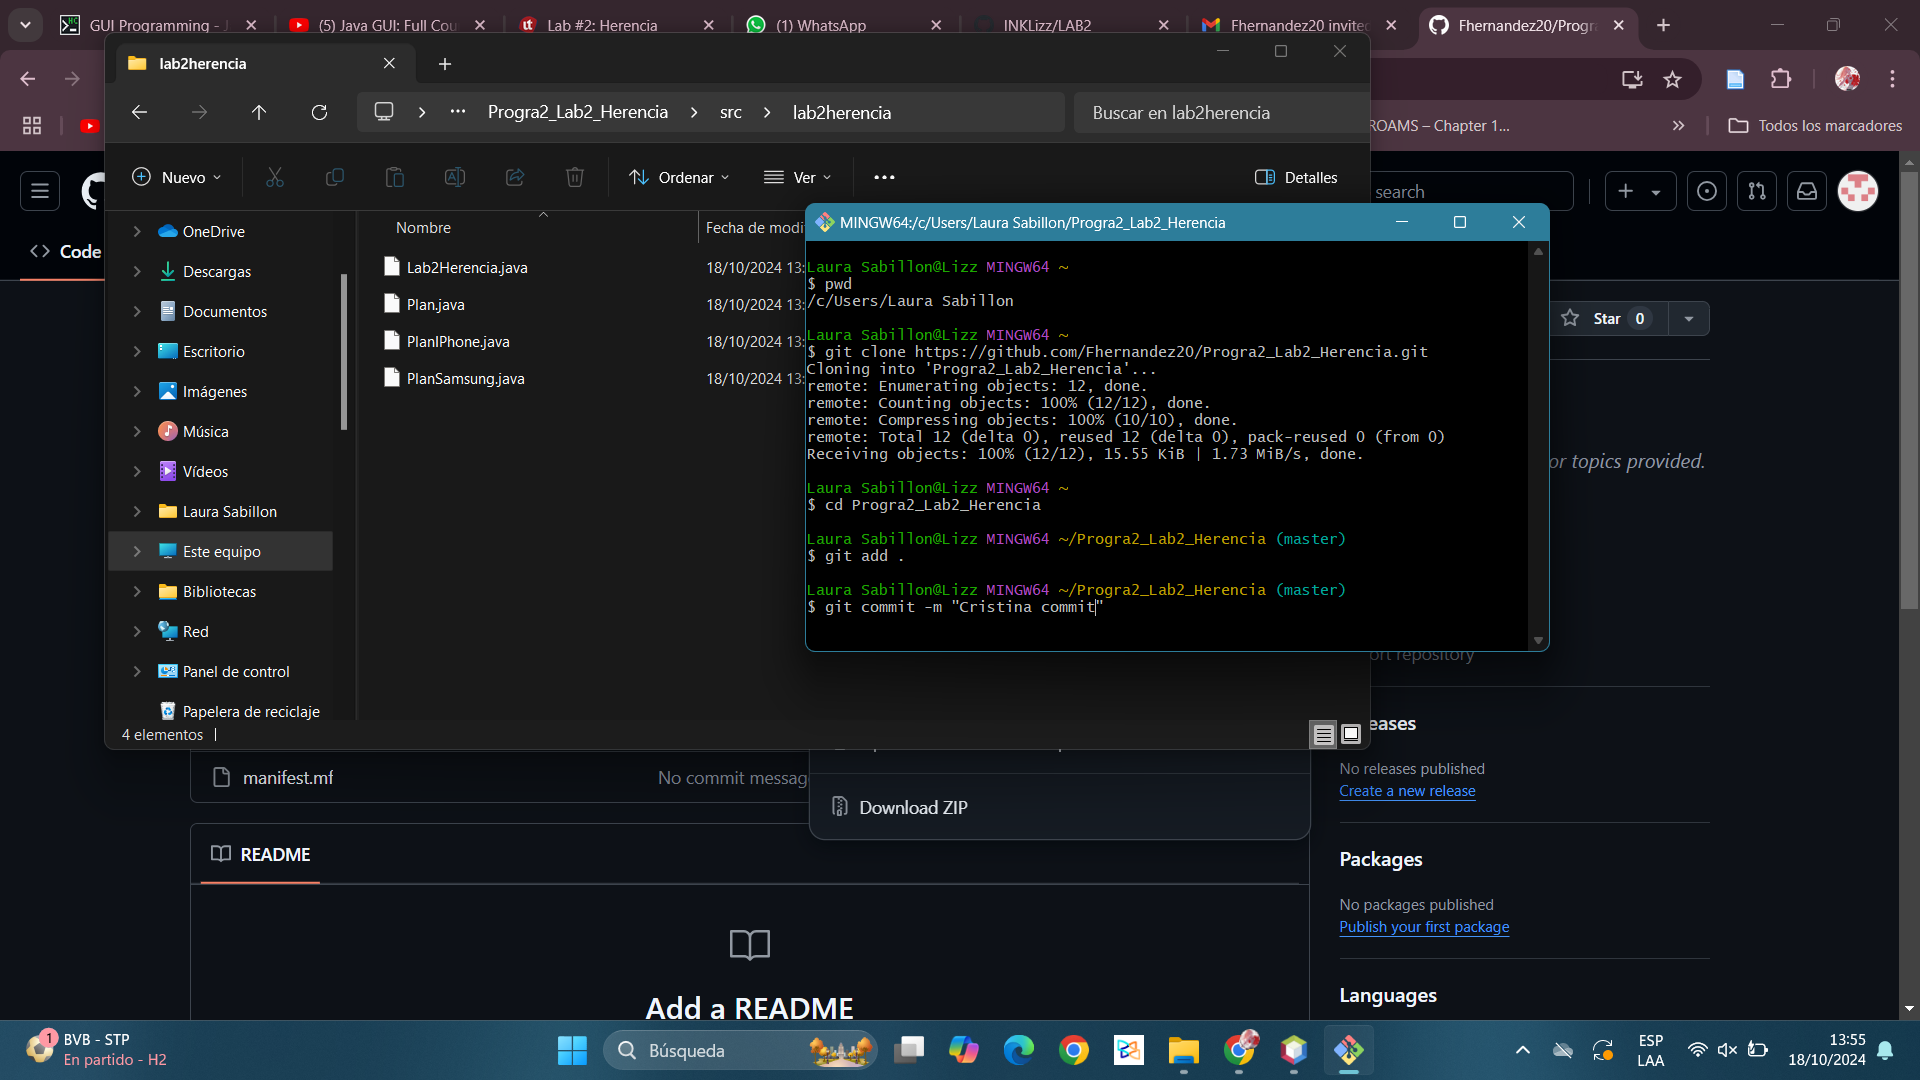 GUI Programming - J
(5) Java GUI: Full Cou
Lab #2: Herencia
(1) WhatsApp
INKLizz/LAB2
Fhernandez20 invited
Fhernandez20/Progra
lab2herencia
Progra2_Lab2_Herencia
src
lab2herencia
Buscar en lab2herencia
ROAMS – Chapter 1...
Todos los marcadores
Nuevo
Ordenar
Ver
Detalles
search
Code
Nombre
Fecha de modi
Lab2Herencia.java
18/10/2024 13:
Plan.java
18/10/2024 13:
PlanIPhone.java
18/10/2024 13:
PlanSamsung.java
18/10/2024 13:
OneDrive
Descargas
Documentos
Escritorio
Imágenes
Música
Vídeos
Laura Sabillon
Este equipo
Bibliotecas
Red
Panel de control
Papelera de reciclaje
4 elementos
MINGW64:/c/Users/Laura Sabillon/Progra2_Lab2_Herencia
Laura Sabillon@Lizz MINGW64 ~
$ pwd
/c/Users/Laura Sabillon
Laura Sabillon@Lizz MINGW64 ~
$ git clone https://github.com/Fhernandez20/Progra2_Lab2_Herencia.git
Cloning into 'Progra2_Lab2_Herencia'...
remote: Enumerating objects: 12, done.
remote: Counting objects: 100% (12/12), done.
remote: Compressing objects: 100% (10/10), done.
remote: Total 12 (delta 0), reused 12 (delta 0), pack-reused 0 (from 0)
Receiving objects: 100% (12/12), 15.55 KiB | 1.73 MiB/s, done.
Laura Sabillon@Lizz MINGW64 ~
$ cd Progra2_Lab2_Herencia
Laura Sabillon@Lizz MINGW64 ~/Progra2_Lab2_Herencia (master)
$ git add .
Laura Sabillon@Lizz MINGW64 ~/Progra2_Lab2_Herencia (master)
$ git commit -m "Cristina commit"
Star 0
or topics provided.
ort repository
eases
No releases published
Create a new release
Packages
No packages published
Publish your first package
Languages
manifest.mf
No commit messag
Download ZIP
README
Add a README
1
BVB - STP
En partido - H2
Búsqueda
ESP
LAA
13:55
18/10/2024